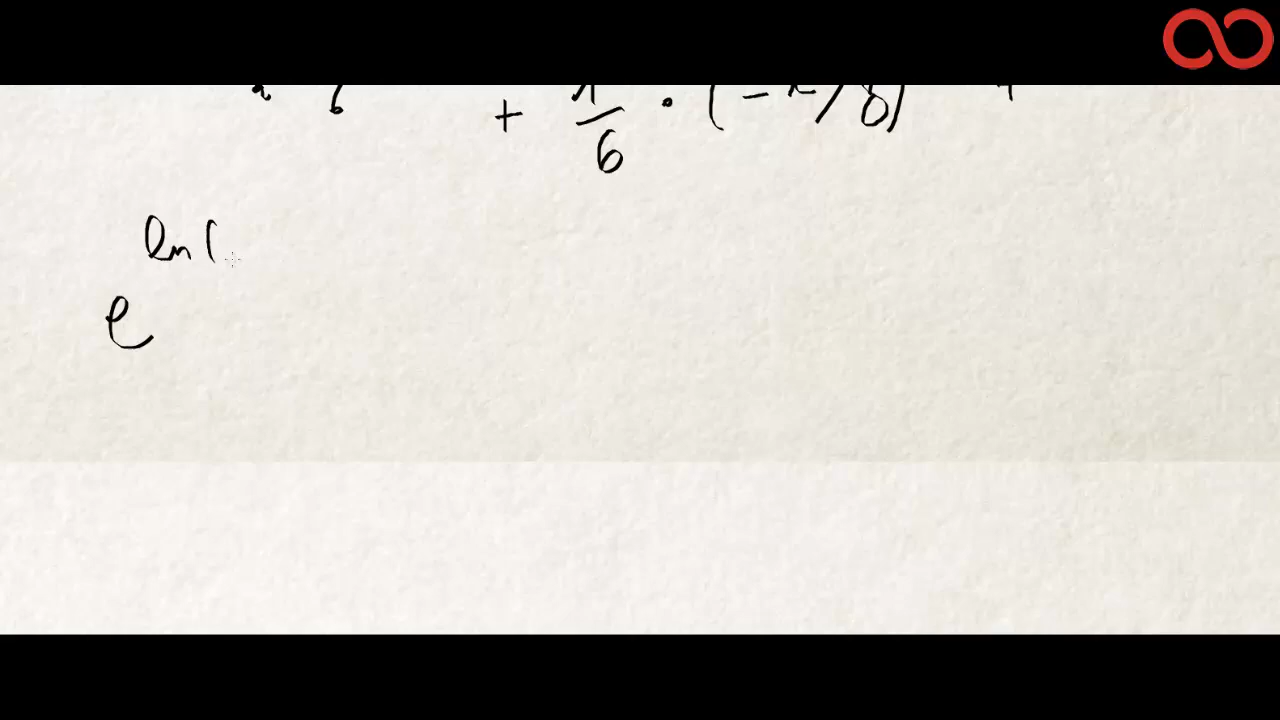 + π/6 · (-π/8)
e^ln(